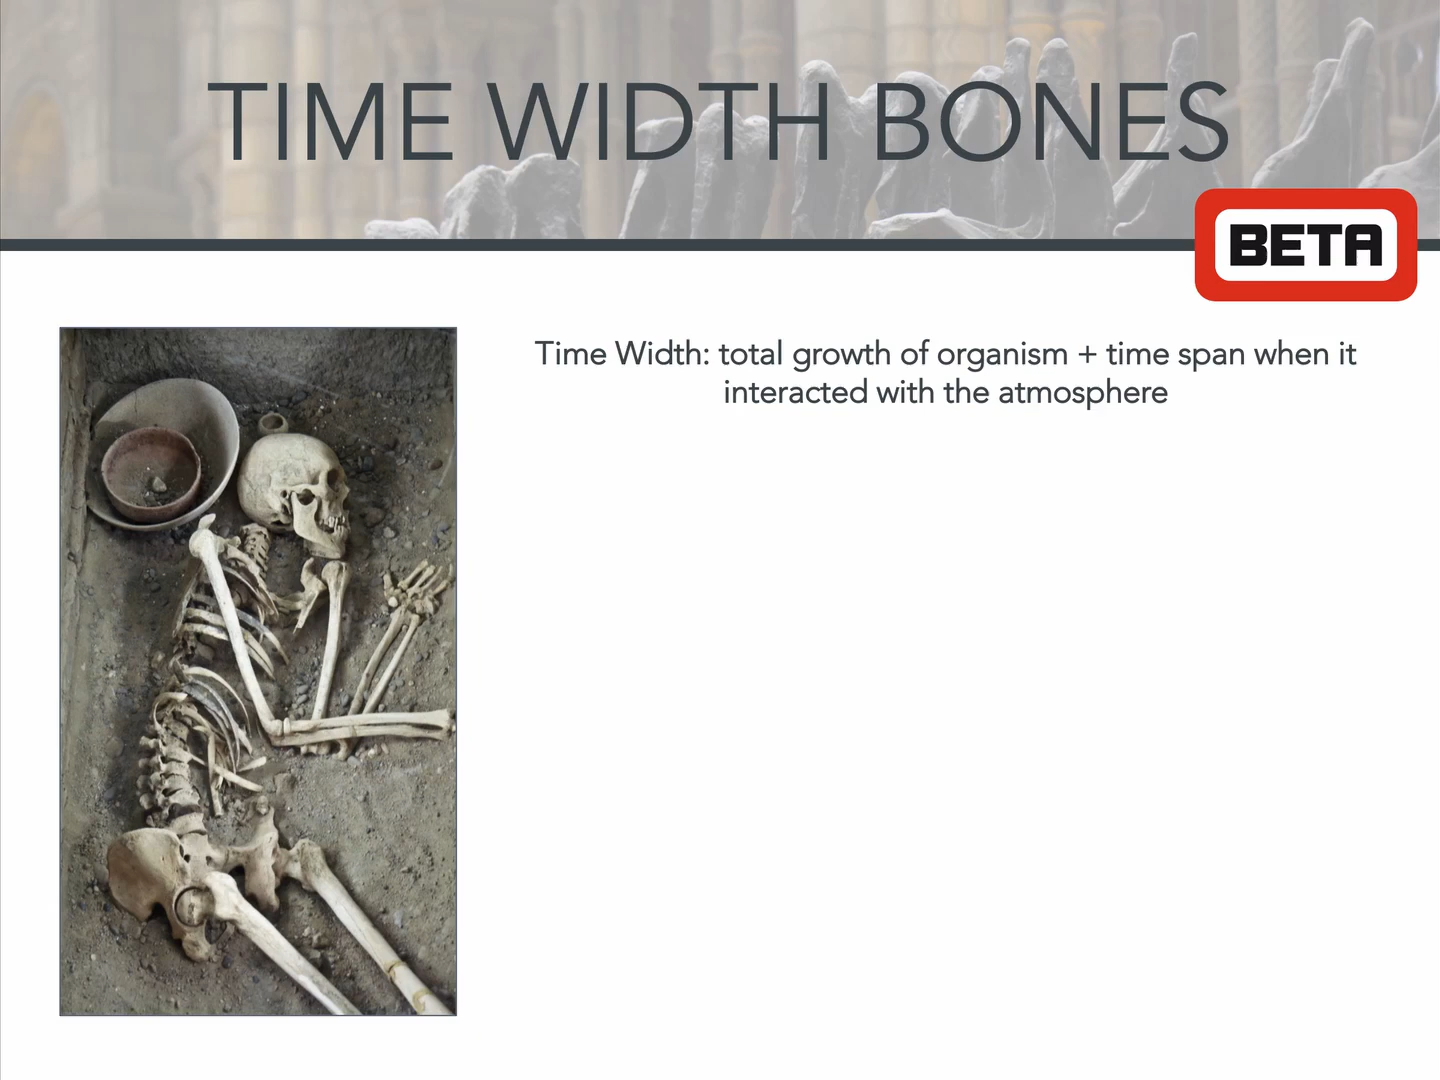 TIME WIDTH BONES
BETA
Time Width: total growth of organism + time span when it
interacted with the atmosphere